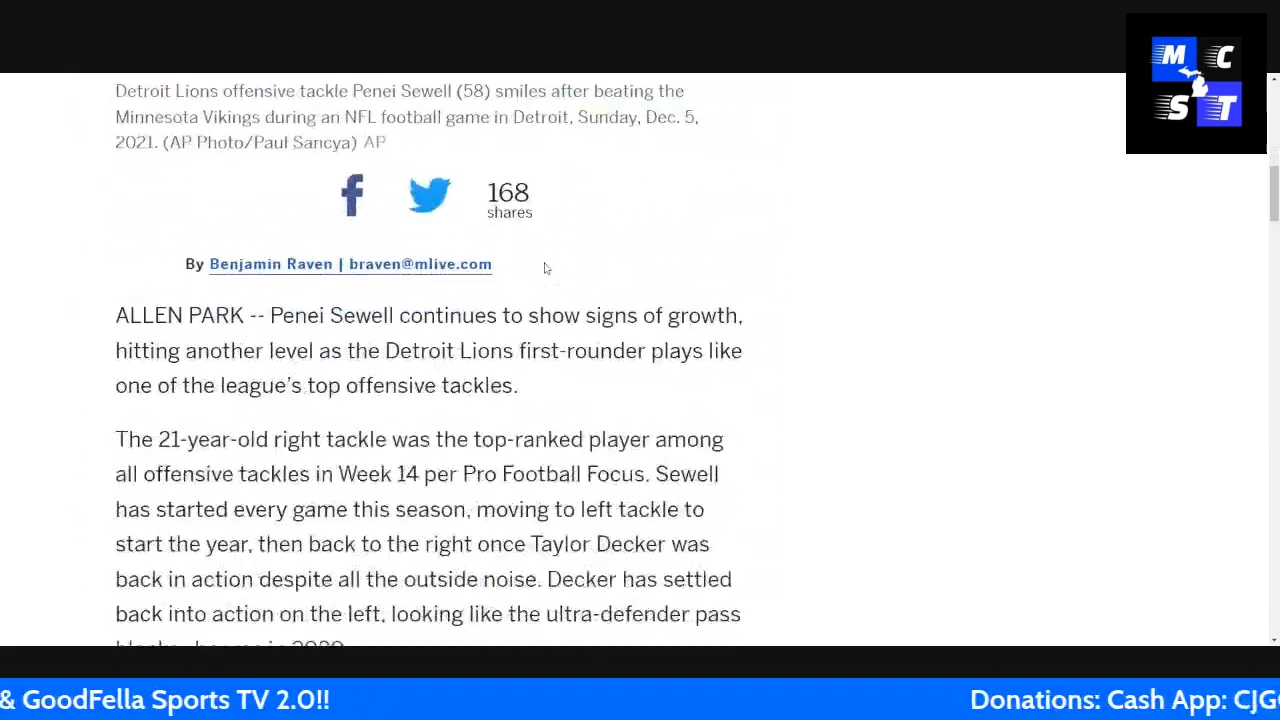 M C
S T
Detroit Lions offensive tackle Penei Sewell (58) smiles after beating the
Minnesota Vikings during an NFL football game in Detroit, Sunday, Dec. 5,
2021. (AP Photo/Paul Sancya) AP
168
shares
By Benjamin Raven | braven@mlive.com
ALLEN PARK -- Penei Sewell continues to show signs of growth,
hitting another level as the Detroit Lions first-rounder plays like
one of the league’s top offensive tackles.
The 21-year-old right tackle was the top-ranked player among
all offensive tackles in Week 14 per Pro Football Focus. Sewell
has started every game this season, moving to left tackle to
start the year, then back to the right once Taylor Decker was
back in action despite all the outside noise. Decker has settled
back into action on the left, looking like the ultra-defender pass
& GoodFella Sports TV 2.0!!
Donations: Cash App: